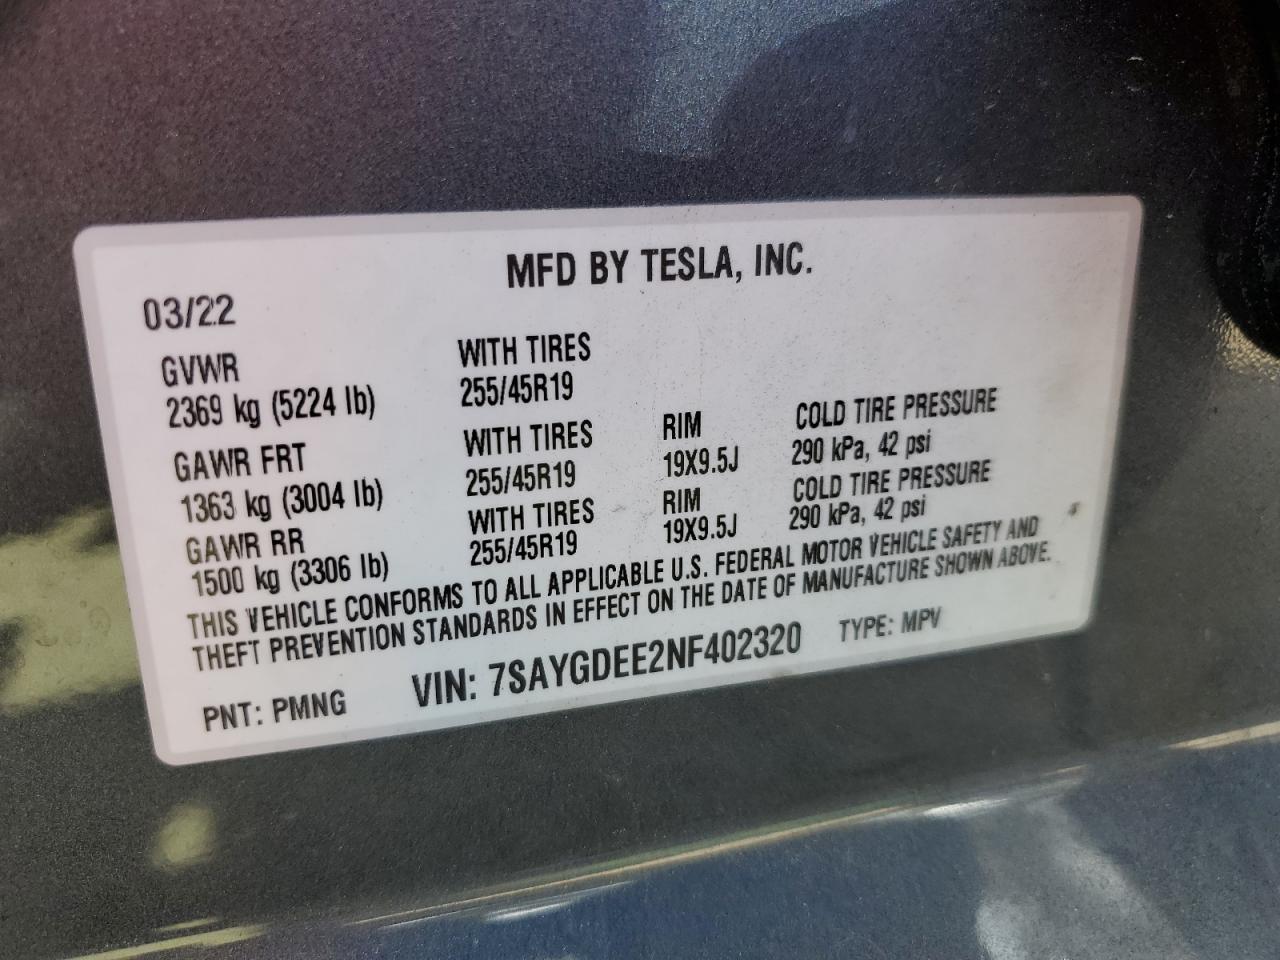 MFD BY TESLA, INC.
03/22
GVWR WITH TIRES
2369 kg (5224 lb) 255/45R19
GAWR FRT WITH TIRES RIM COLD TIRE PRESSURE
1363 kg (3004 lb) 255/45R19 19X9.5J 290 kPa, 42 psi
GAWR RR WITH TIRES RIM COLD TIRE PRESSURE
1500 kg (3306 lb) 255/45R19 19X9.5J 290 kPa, 42 psi
THIS VEHICLE CONFORMS TO ALL APPLICABLE U.S. FEDERAL MOTOR VEHICLE SAFETY AND
THEFT PREVENTION STANDARDS IN EFFECT ON THE DATE OF MANUFACTURE SHOWN ABOVE.
PNT: PMNG VIN: 7SAYGDEE2NF402320 TYPE: MPV